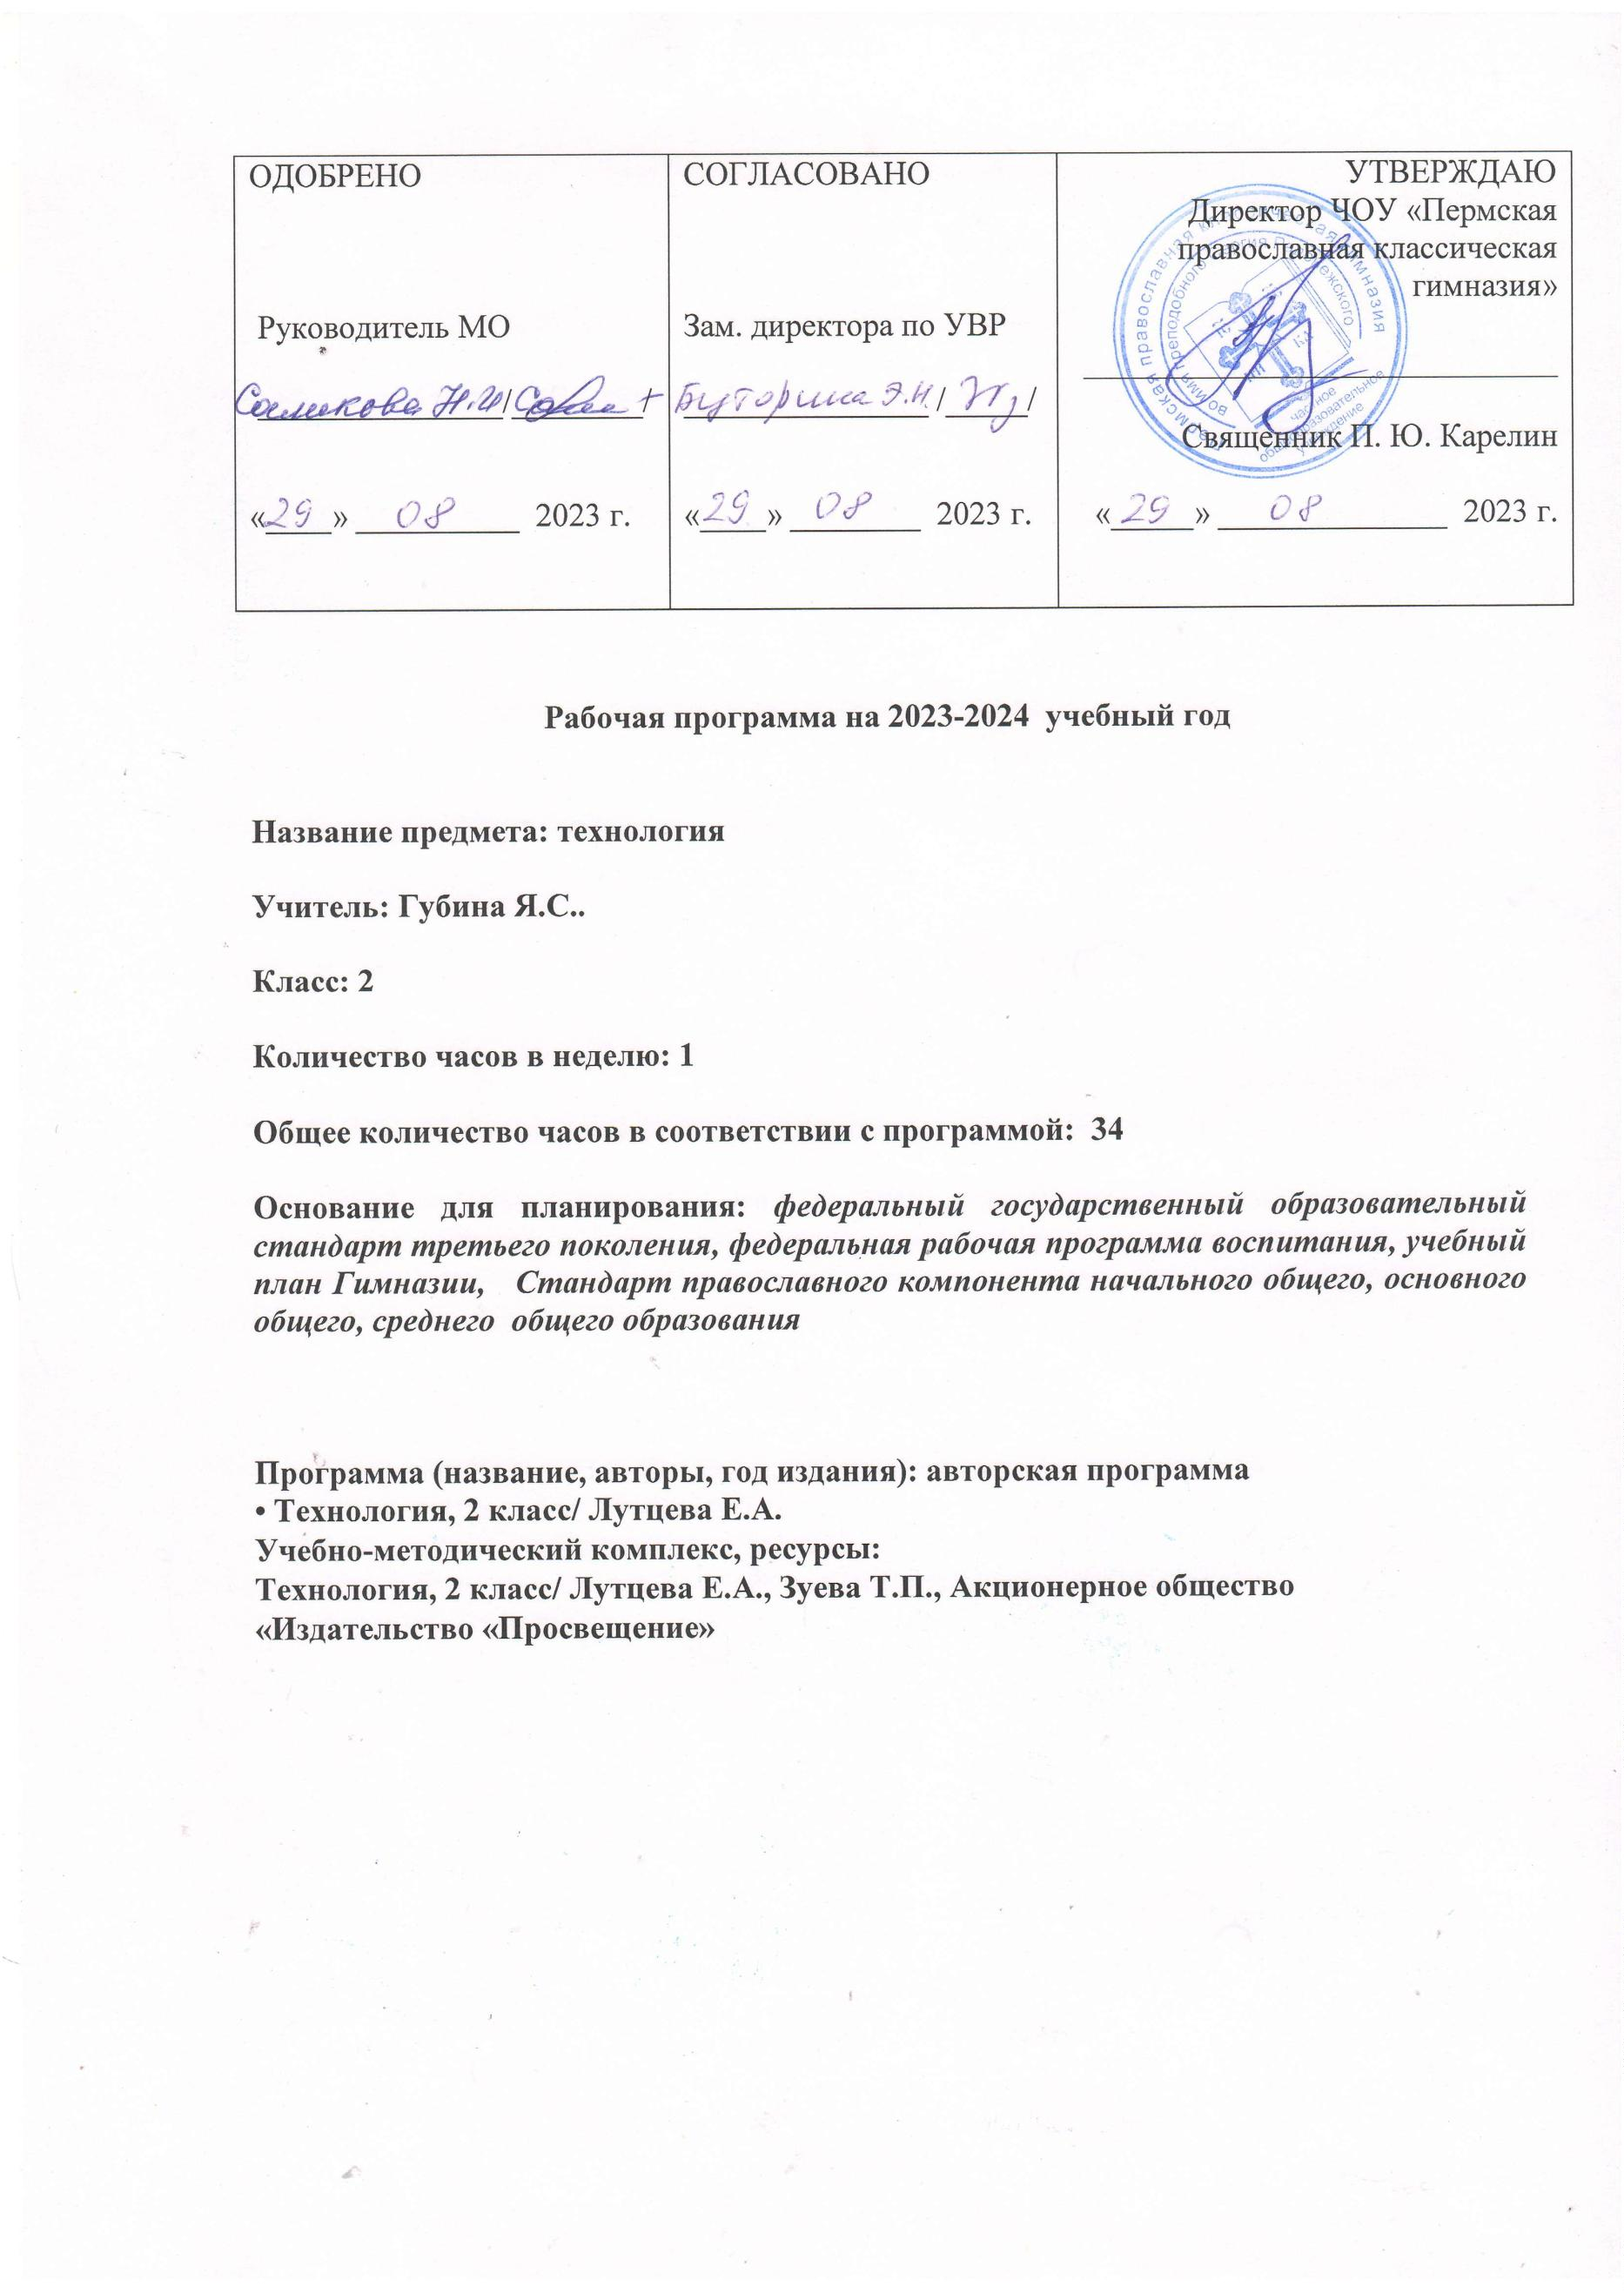 ОДОБРЕНО
Руководитель МО
Н.И/
«29» 08 2023 г.
СОГЛАСОВАНО
Зам. директора по УВР
Буторина Э.Н. / /
«29» 08 2023 г.
УТВЕРЖДАЮ
Директор ЧОУ «Пермская
православная классическая
гимназия»
Священник П. Ю. Карелин
«29» 08 2023 г.
Рабочая программа на 2023-2024 учебный год
Название предмета: технология
Учитель: Губина Я.С..
Класс: 2
Количество часов в неделю: 1
Общее количество часов в соответствии с программой: 34
Основание для планирования: федеральный государственный образовательный
стандарт третьего поколения, федеральная рабочая программа воспитания, учебный
план Гимназии, Стандарт православного компонента начального общего, основного
общего, среднего общего образования
Программа (название, авторы, год издания): авторская программа
• Технология, 2 класс/ Лутцева Е.А.
Учебно-методический комплекс, ресурсы:
Технология, 2 класс/ Лутцева Е.А., Зуева Т.П., Акционерное общество
«Издательство «Просвещение»